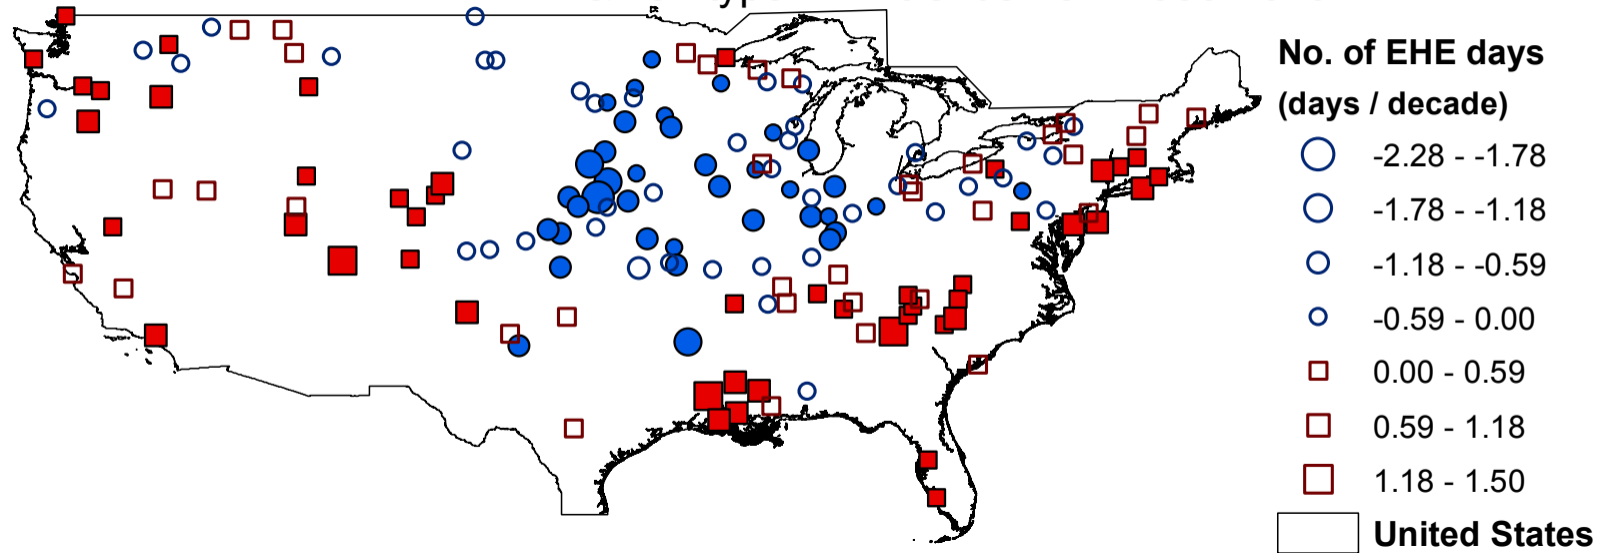 No. of EHE days
(days / decade)
-2.28 - -1.78
-1.78 - -1.18
-1.18 - -0.59
-0.59 - 0.00
0.00 - 0.59
0.59 - 1.18
1.18 - 1.50
United States